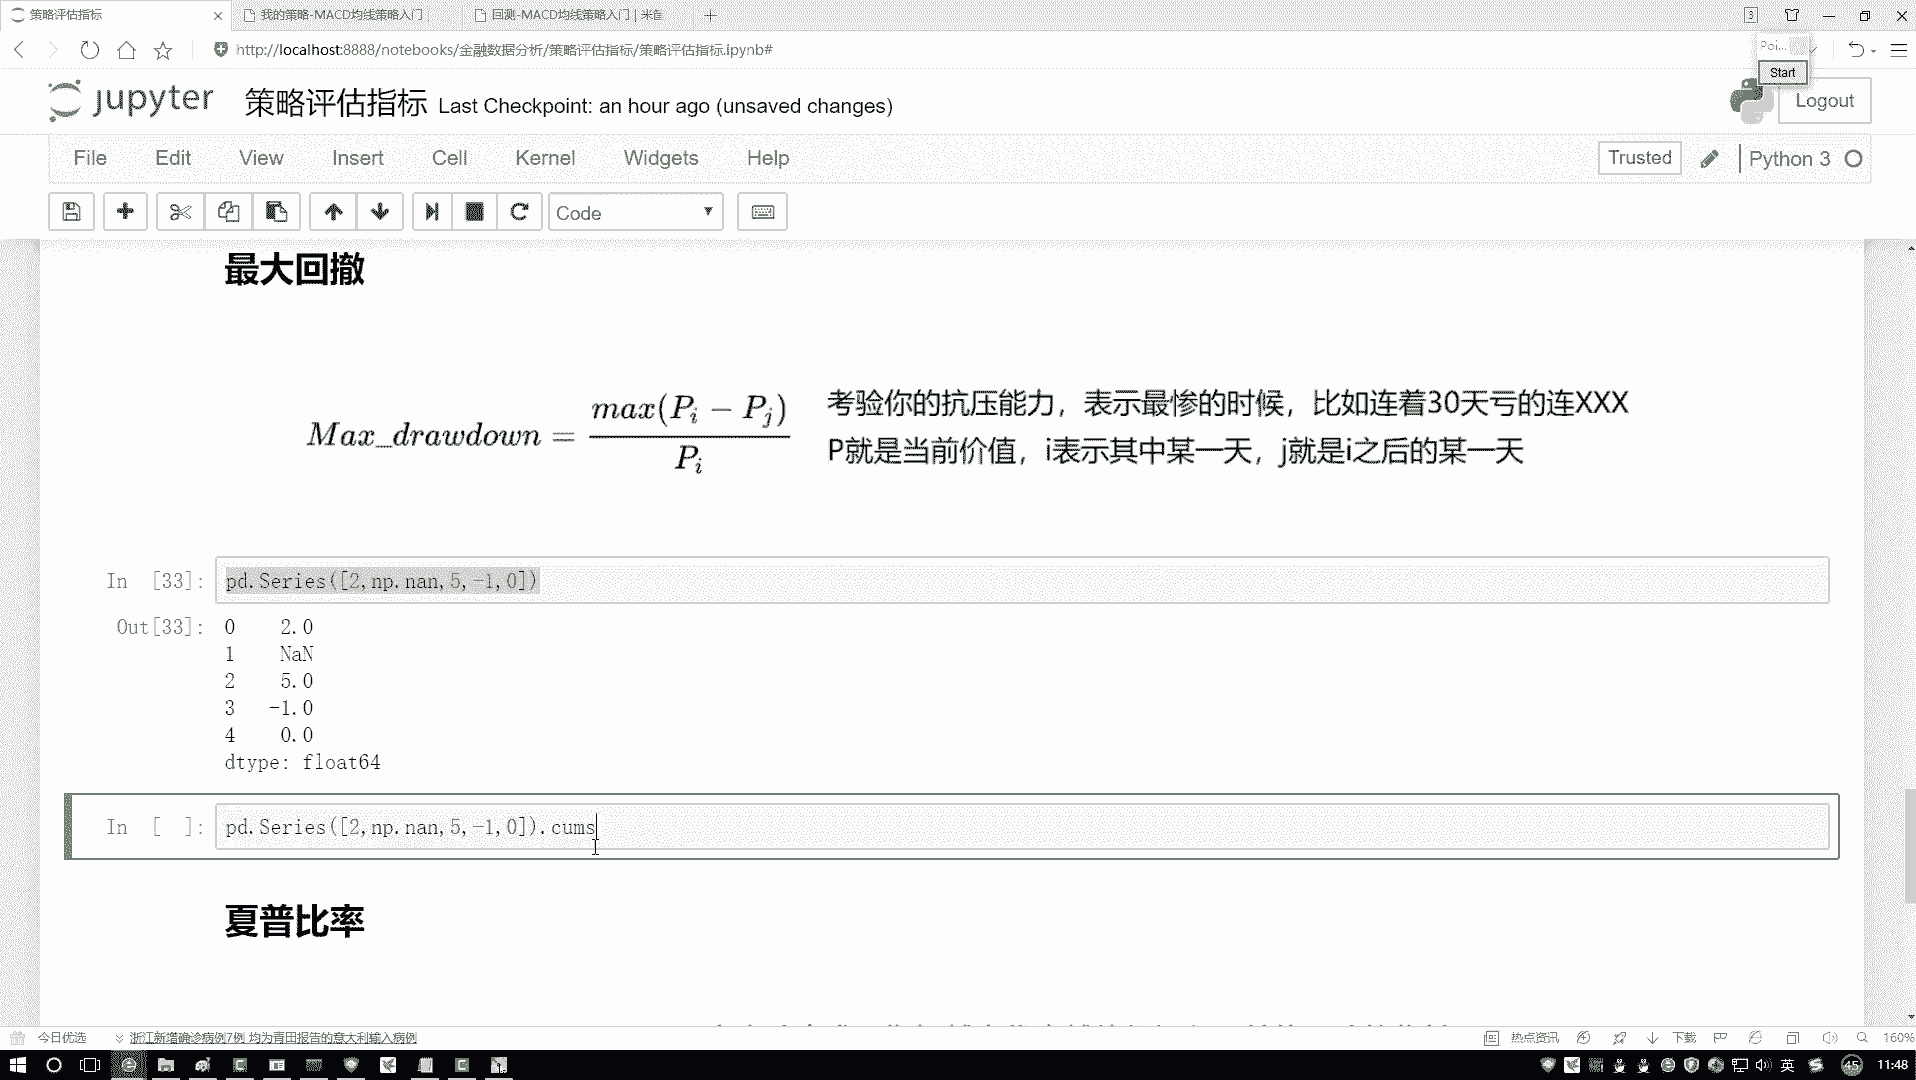 策略评估指标
我的策略-MACD均线策略入门
回测-MACD均线策略入门 | 米筐
3
http://localhost:8888/notebooks/金融数据分析/策略评估指标/策略评估指标.ipynb#
Poi...
Start
jupyter 策略评估指标 Last Checkpoint: an hour ago (unsaved changes)
Logout
File Edit View Insert Cell Kernel Widgets Help
Trusted
Python 3
Code
最大回撤
Max_drawdown = max(P_i − P_j) / P_i
考验你的抗压能力，表示最惨的时候，比如连着30天亏的连XXX
P就是当前价值，i表示其中某一天，j就是i之后的某一天
In [33]: pd.Series([2,np.nan,5,-1,0])
Out[33]: 0 2.0
1 NaN
2 5.0
3 -1.0
4 0.0
dtype: float64
In [ ]: pd.Series([2,np.nan,5,-1,0]).cums
夏普比率
今日优选
浙江新增确诊病例7例 均为青田报告的意大利输入病例
热点资讯
下载
160%
英
45
11:48